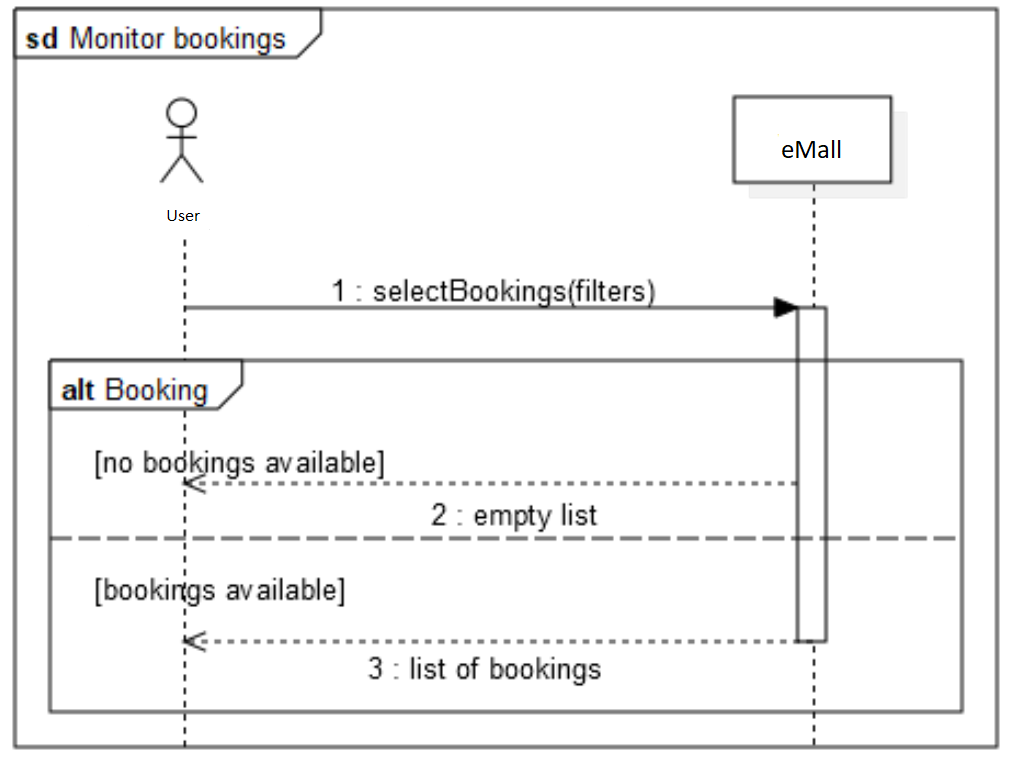 sd Monitor bookings
eMall
User
1 : selectBookings(filters)
alt Booking
[no bookings available]
2 : empty list
[bookings available]
3 : list of bookings